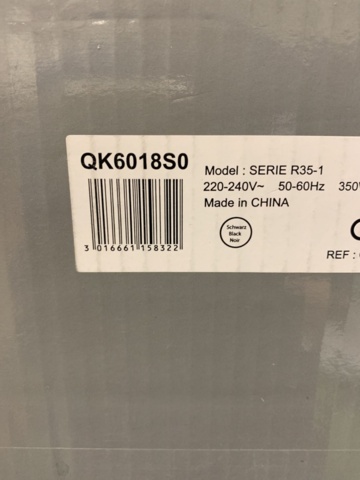 QK6018S0
Model : SERIE R35-1
220-240V~ 50-60Hz 350
Made in CHINA
3 016661 158322
Schwarz
Black
Noir
REF :